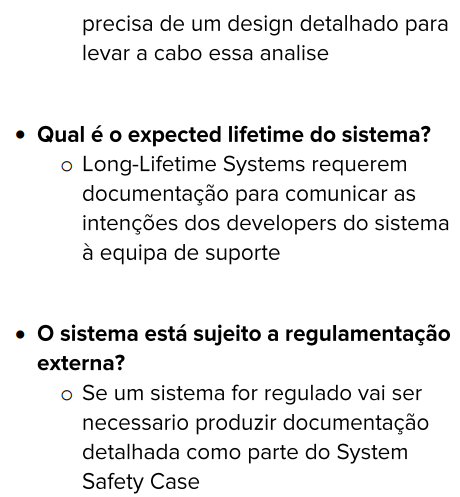 precisa de um design detalhado para
levar a cabo essa analise
• Qual é o expected lifetime do sistema?
○ Long-Lifetime Systems requerem
documentação para comunicar as
intenções dos developers do sistema
à equipa de suporte
• O sistema está sujeito a regulamentação
externa?
○ Se um sistema for regulado vai ser
necessario produzir documentação
detalhada como parte do System
Safety Case